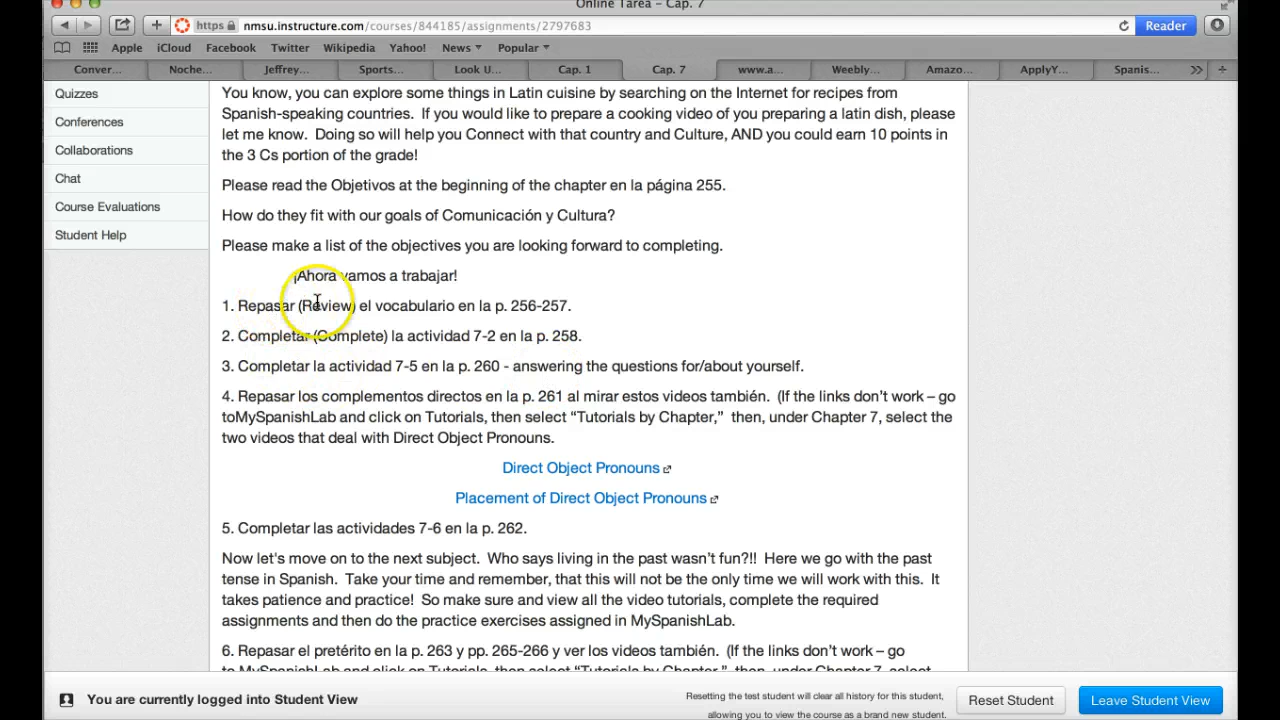 Online Tarea – Cap. 7
https nmsu.instructure.com/courses/844185/assignments/2797683 Reader
Apple iCloud Facebook Twitter Wikipedia Yahoo! News Popular
Conver... Noche... Jeffrey... Sports... Look U... Cap. 1 Cap. 7 www.a... Weebly... Amazo... ApplyY... Spanis...
Quizzes
Conferences
Collaborations
Chat
Course Evaluations
Student Help
You know, you can explore some things in Latin cuisine by searching on the Internet for recipes from
Spanish-speaking countries.  If you would like to prepare a cooking video of you preparing a latin dish, please
let me know.  Doing so will help you Connect with that country and Culture, AND you could earn 10 points in
the 3 Cs portion of the grade!
Please read the Objetivos at the beginning of the chapter en la página 255.
How do they fit with our goals of Comunicación y Cultura?
Please make a list of the objectives you are looking forward to completing.
¡Ahora vamos a trabajar!
1. Repasar (Review) el vocabulario en la p. 256-257.
2. Completar (Complete) la actividad 7-2 en la p. 258.
3. Completar la actividad 7-5 en la p. 260 - answering the questions for/about yourself.
4. Repasar los complementos directos en la p. 261 al mirar estos videos también.  (If the links don't work – go
toMySpanishLab and click on Tutorials, then select “Tutorials by Chapter,”  then, under Chapter 7, select the
two videos that deal with Direct Object Pronouns.
Direct Object Pronouns
Placement of Direct Object Pronouns
5. Completar las actividades 7-6 en la p. 262.
Now let's move on to the next subject.  Who says living in the past wasn't fun?!!  Here we go with the past
tense in Spanish.  Take your time and remember, that this will not be the only time we will work with this.  It
takes patience and practice!  So make sure and view all the video tutorials, complete the required
assignments and then do the practice exercises assigned in MySpanishLab.
6. Repasar el pretérito en la p. 263 y pp. 265-266 y ver los videos también.  (If the links don't work – go
to MySpanishLab and click on Tutorials, then select “Tutorials by Chapter,”  then, under Chapter 7, select
You are currently logged into Student View
Resetting the test student will clear all history for this student,
allowing you to view the course as a brand new student.
Reset Student
Leave Student View